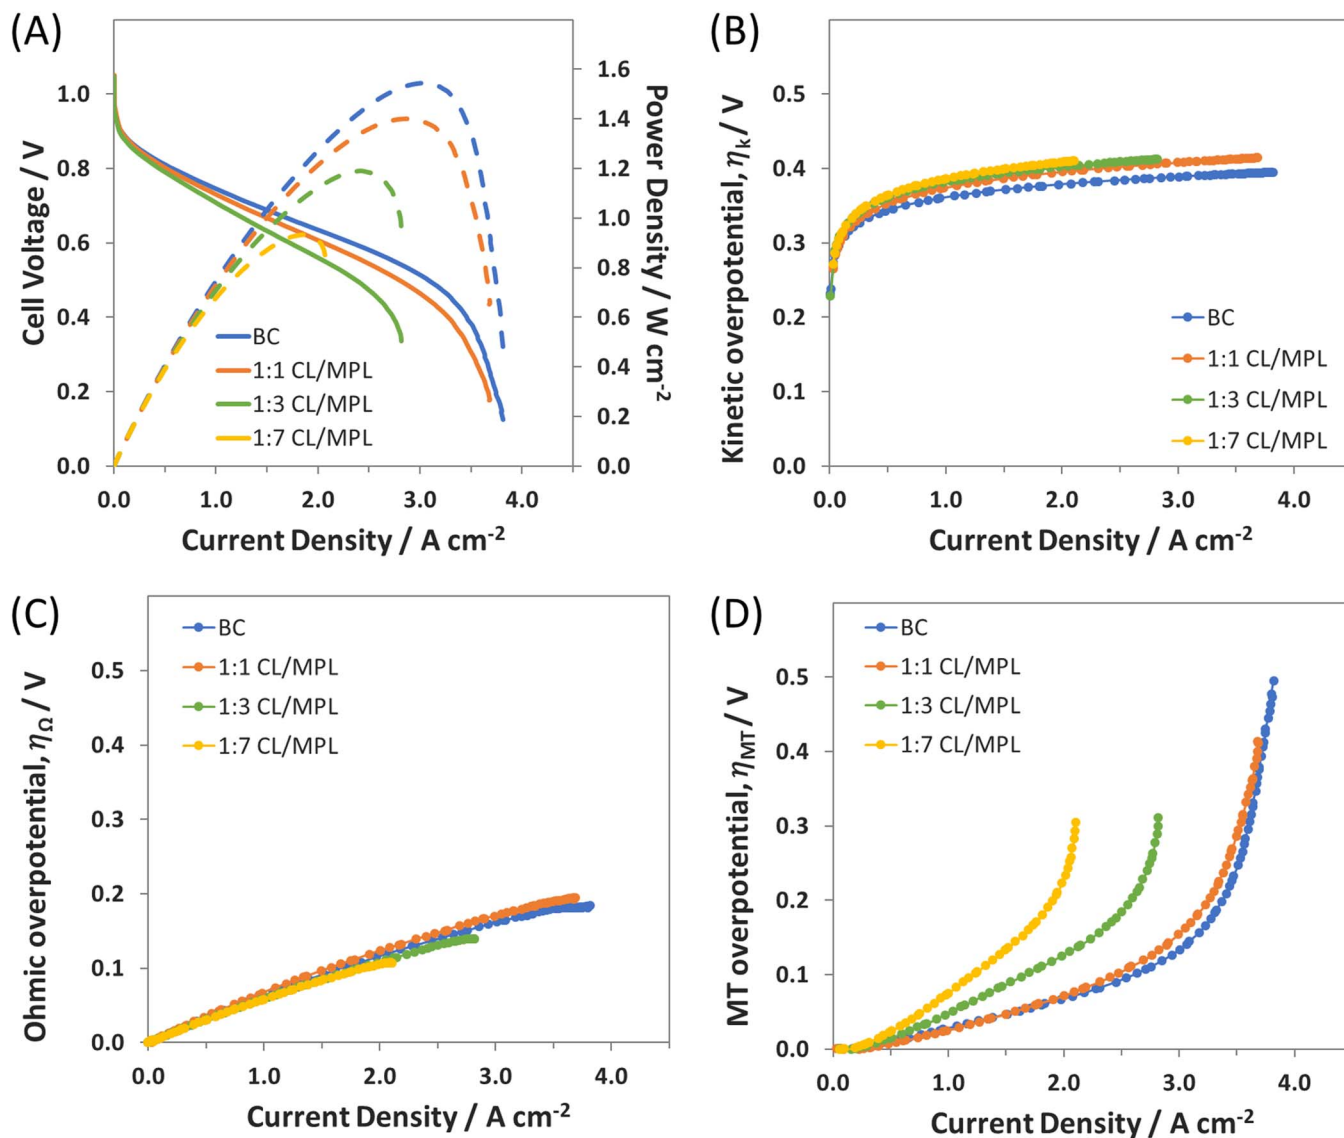 (A)
Cell Voltage / V
1.0
0.8
0.6
0.4
0.2
0.0
0.0 1.0 2.0 3.0 4.0
Current Density / A cm-2
1.6
1.4
1.2
1.0
0.8
0.6
0.4
0.2
0.0
Power Density / W cm-2
BC
1:1 CL/MPL
1:3 CL/MPL
1:7 CL/MPL
(B)
Kinetic overpotential, ηk/ V
0.5
0.4
0.3
0.2
0.1
0.0
0.0 1.0 2.0 3.0 4.0
Current Density / A cm-2
BC
1:1 CL/MPL
1:3 CL/MPL
1:7 CL/MPL
(C)
Ohmic overpotential, ηΩ/ V
0.5
0.4
0.3
0.2
0.1
0.0
0.0 1.0 2.0 3.0 4.0
Current Density / A cm-2
BC
1:1 CL/MPL
1:3 CL/MPL
1:7 CL/MPL
(D)
MT overpotential, ηMT/ V
0.5
0.4
0.3
0.2
0.1
0.0
0.0 1.0 2.0 3.0 4.0
Current Density / A cm-2
BC
1:1 CL/MPL
1:3 CL/MPL
1:7 CL/MPL